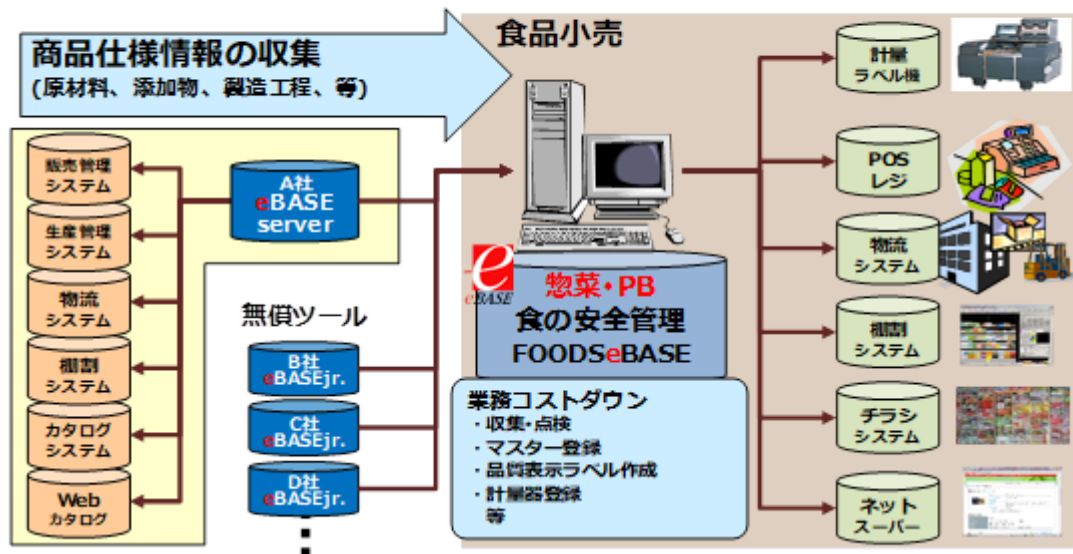 商品仕様情報の収集
(原材料、添加物、製造工程、等)
販売管理
システム
生産管理
システム
物流
システム
棚割
システム
カタログ
システム
Web
カタログ
A社
eBASE
server
無償ツール
B社
eBASEjr.
C社
eBASEjr.
D社
eBASEjr.
食品小売
e
eBASE
惣菜・PB
食の安全管理
FOODSeBASE
業務コストダウン
・収集・点検
・マスター登録
・品質表示ラベル作成
・計量器登録
等
計量
ラベル機
POS
レジ
物流
システム
棚割
システム
チラシ
システム
ネット
スーパー